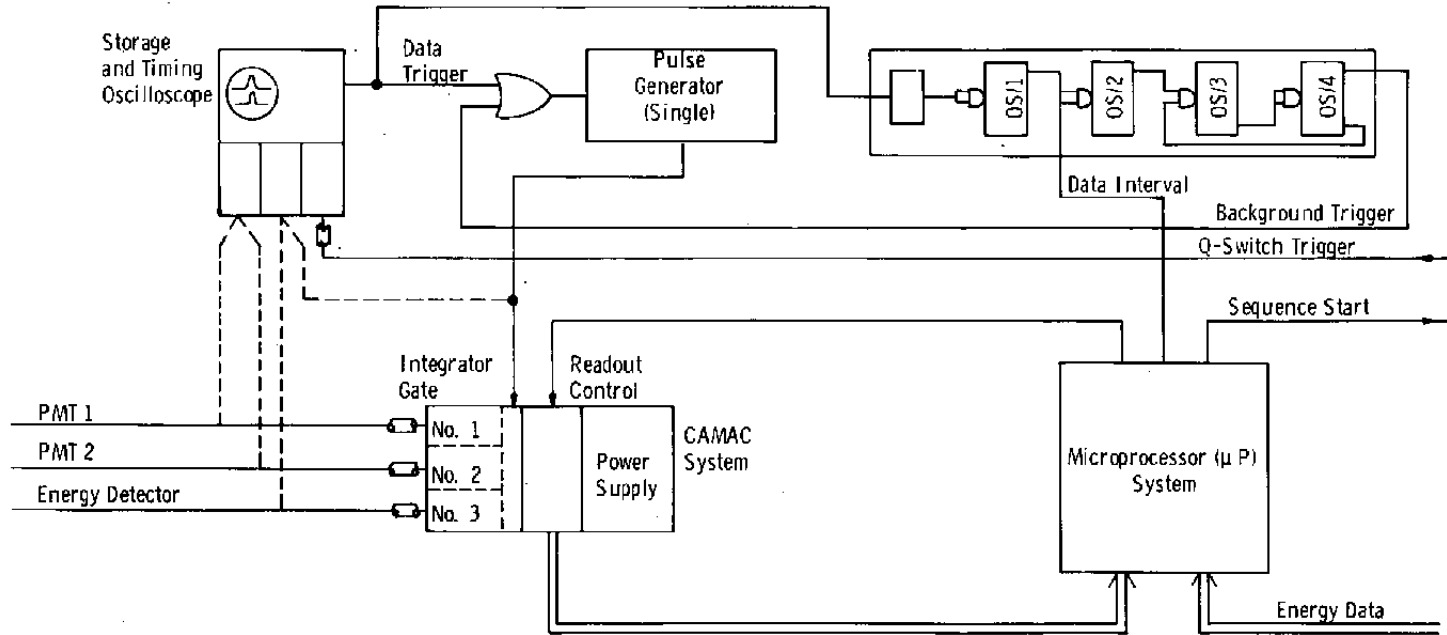 Storage
and Timing
Oscilloscope
Data
Trigger
Pulse
Generator
(Single)
OS/1
OS/2
OS/3
OS/4
Data Interval
Background Trigger
Q-Switch Trigger
Sequence Start
Integrator
Gate
Readout
Control
PMT 1
PMT 2
Energy Detector
No. 1
No. 2
No. 3
Power
Supply
CAMAC
System
Microprocessor (μ P)
System
Energy Data